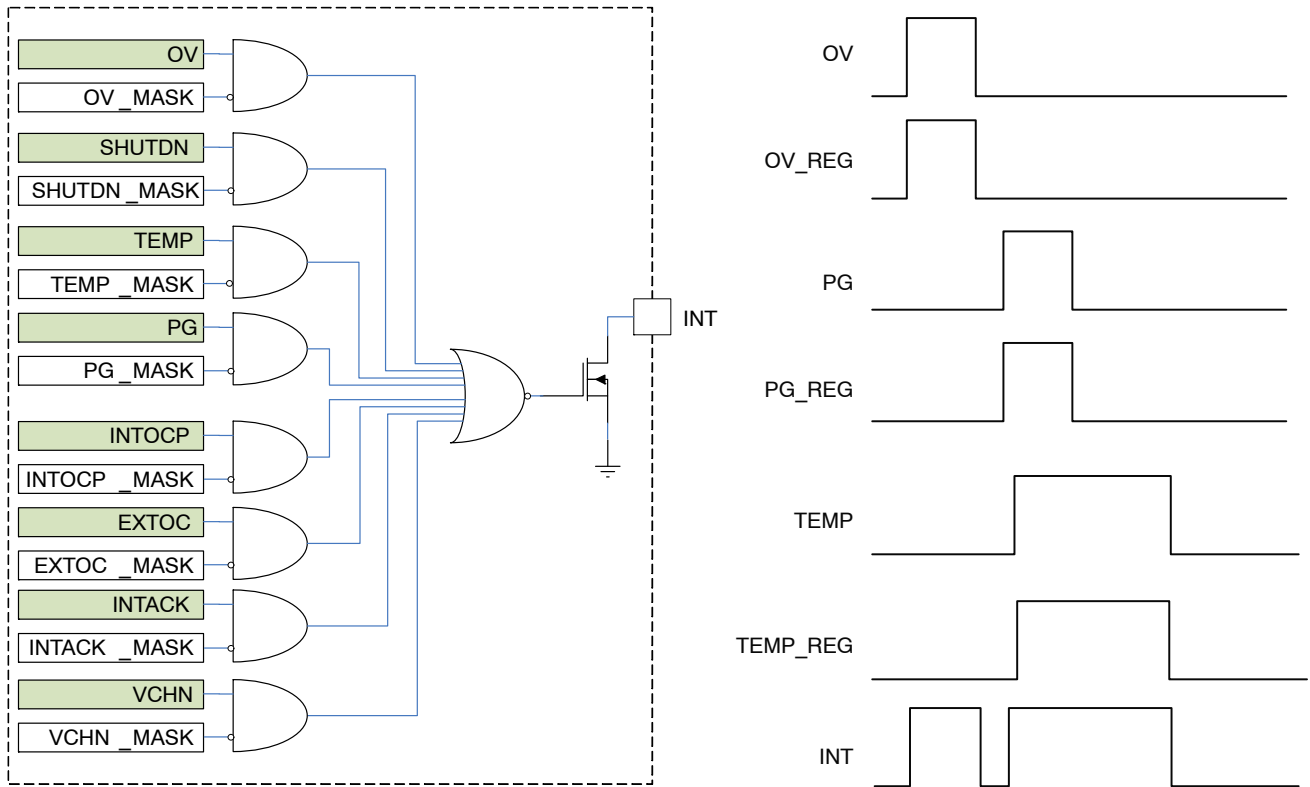 OV
OV _MASK
SHUTDN
SHUTDN _MASK
TEMP
TEMP _MASK
PG
PG _MASK
INTOCP
INTOCP _MASK
EXTOC
EXTOC _MASK
INTACK
INTACK _MASK
VCHN
VCHN _MASK
INT
OV
OV_REG
PG
PG_REG
TEMP
TEMP_REG
INT